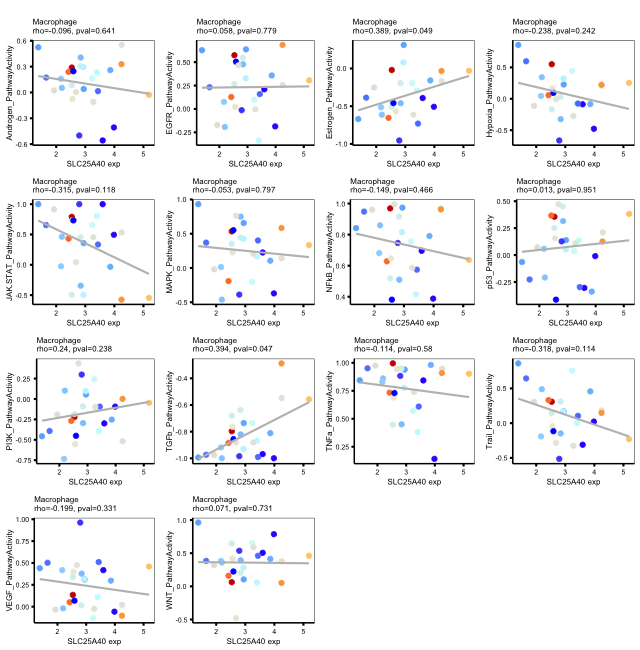 Macrophage
rho=-0.096, pval=0.641
Androgen_PathwayActivity
0.6
0.3
0.0
-0.3
-0.6
2
3
4
5
SLC25A40 exp
Macrophage
rho=0.058, pval=0.779
EGFR_PathwayActivity
0.75
0.50
0.25
0.00
-0.25
2
3
4
5
SLC25A40 exp
Macrophage
rho=0.389, pval=0.049
Estrogen_PathwayActivity
0.0
-0.5
-1.0
2
3
4
5
SLC25A40 exp
Macrophage
rho=-0.238, pval=0.242
Hypoxia_PathwayActivity
0.5
0.0
-0.5
2
3
4
5
SLC25A40 exp
Macrophage
rho=-0.315, pval=0.118
JAK-STAT_PathwayActivity
1.0
0.5
0.0
-0.5
2
3
4
5
SLC25A40 exp
Macrophage
rho=-0.053, pval=0.797
MAPK_PathwayActivity
1.0
0.5
0.0
-0.5
2
3
4
5
SLC25A40 exp
Macrophage
rho=-0.149, pval=0.466
NFkB_PathwayActivity
1.0
0.8
0.6
0.4
2
3
4
5
SLC25A40 exp
Macrophage
rho=0.013, pval=0.951
p53_PathwayActivity
0.50
0.25
0.00
-0.25
2
3
4
5
SLC25A40 exp
Macrophage
rho=0.24, pval=0.238
PI3K_PathwayActivity
0.25
0.00
-0.25
-0.50
-0.75
2
3
4
5
SLC25A40 exp
Macrophage
rho=0.394, pval=0.047
TGFb_PathwayActivity
-0.2
-0.4
-0.6
-0.8
-1.0
2
3
4
5
SLC25A40 exp
Macrophage
rho=-0.114, pval=0.58
TNFa_PathwayActivity
1.00
0.75
0.50
0.25
2
3
4
5
SLC25A40 exp
Macrophage
rho=-0.318, pval=0.114
Trail_PathwayActivity
0.5
0.0
-0.5
2
3
4
5
SLC25A40 exp
Macrophage
rho=-0.199, pval=0.331
VEGF_PathwayActivity
1.00
0.75
0.50
0.25
0.00
2
3
4
5
SLC25A40 exp
Macrophage
rho=0.071, pval=0.731
WNT_PathwayActivity
1.0
0.5
0.0
-0.5
2
3
4
5
SLC25A40 exp